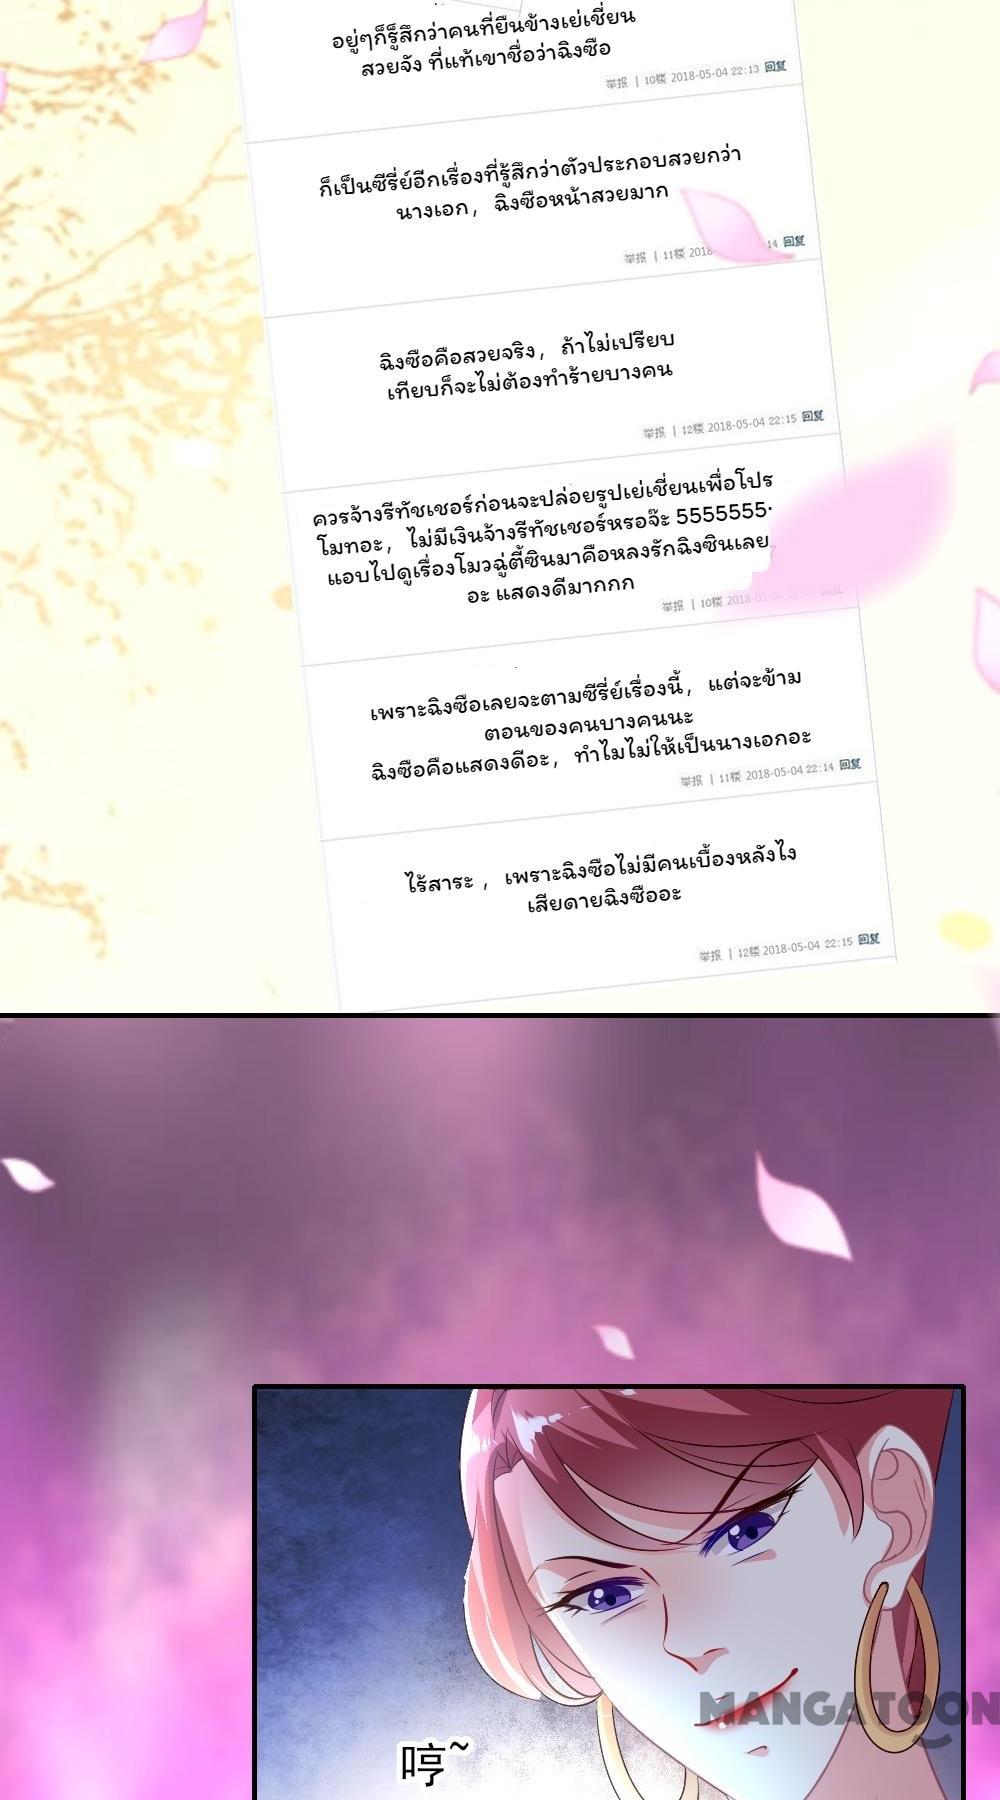 อยู่ๆก็รู้สึกว่าคนที่ยืนข้างเย่เชี่ยน
สวยจัง ที่แท้เขาชื่อว่าฉิงซือ
举报 | 10楼 2018-05-04 22:13 回复
ก็เป็นซีรี่ย์อีกเรื่องที่รู้สึกว่าตัวประกอบสวยกว่า
นางเอก, ฉิงซือหน้าสวยมาก
举报 | 11楼 2018- 14 回复
ฉิงซือคือสวยจริง, ถ้าไม่เปรียบ
เทียบก็จะไม่ต้องทำร้ายบางคน
举报 | 12楼 2018-05-04 22:15 回复
ควรจ้างรีทัชเชอร์ก่อนจะปล่อยรูปเย่เชี่ยนเพื่อโปร
โมทอะ, ไม่มีเงินจ้างรีทัชเชอร์หรอจ๊ะ 5555555
แอบไปดูเรื่องโมวฉู่ตี้ซินมาคือหลงรักฉิงซินเลย
อะ แสดงดีมากกก
举报 | 10楼 2018-05-04 回复
เพราะฉิงซือเลยจะตามซีรี่ย์เรื่องนี้, แต่จะข้าม
ตอนของคนบางคนนะ
ฉิงซือคือแสดงดีอะ, ทำไมไม่ให้เป็นนางเอกอะ
举报 | 11楼 2018-05-04 22:14 回复
ไร้สาระ , เพราะฉิงซือไม่มีคนเบื้องหลังไง
เสียดายฉิงซืออะ
举报 | 12楼 2018-05-04 22:15 回复
MANGATOON
哼~